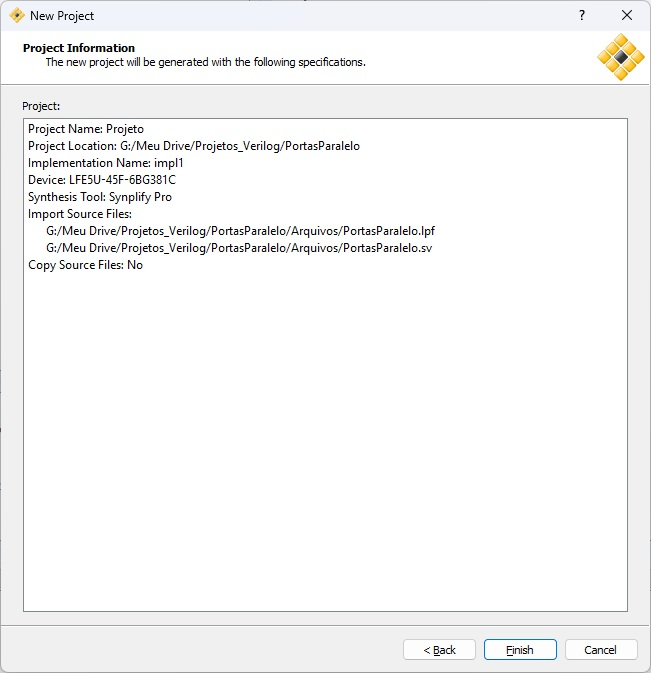 New Project
?
Project Information
The new project will be generated with the following specifications.
Project:
Project Name: Projeto
Project Location: G:/Meu Drive/Projetos_Verilog/PortasParalelo
Implementation Name: impl1
Device: LFE5U-45F-6BG381C
Synthesis Tool: Synplify Pro
Import Source Files:
G:/Meu Drive/Projetos_Verilog/PortasParalelo/Arquivos/PortasParalelo.lpf
G:/Meu Drive/Projetos_Verilog/PortasParalelo/Arquivos/PortasParalelo.sv
Copy Source Files: No
< Back
Finish
Cancel